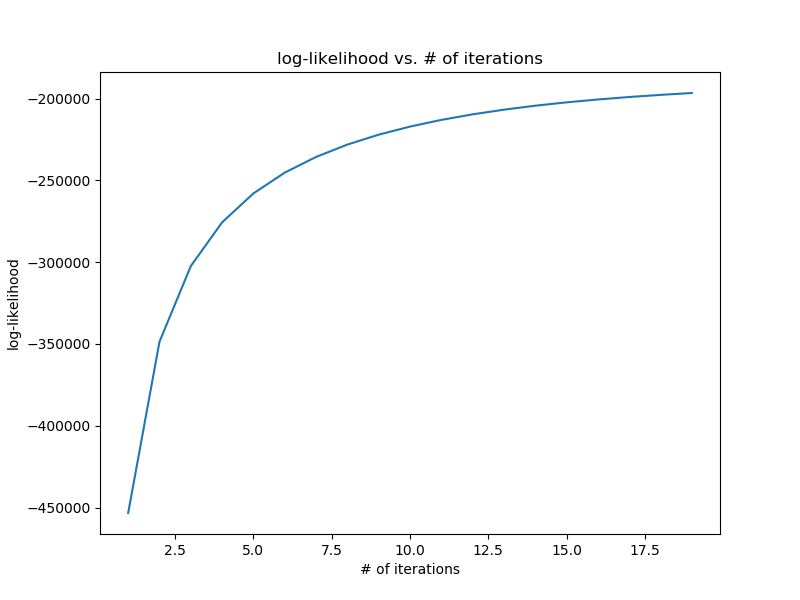 log-likelihood vs. # of iterations
−200000
−250000
−300000
−350000
−400000
−450000
log-likelihood
2.5 5.0 7.5 10.0 12.5 15.0 17.5
# of iterations